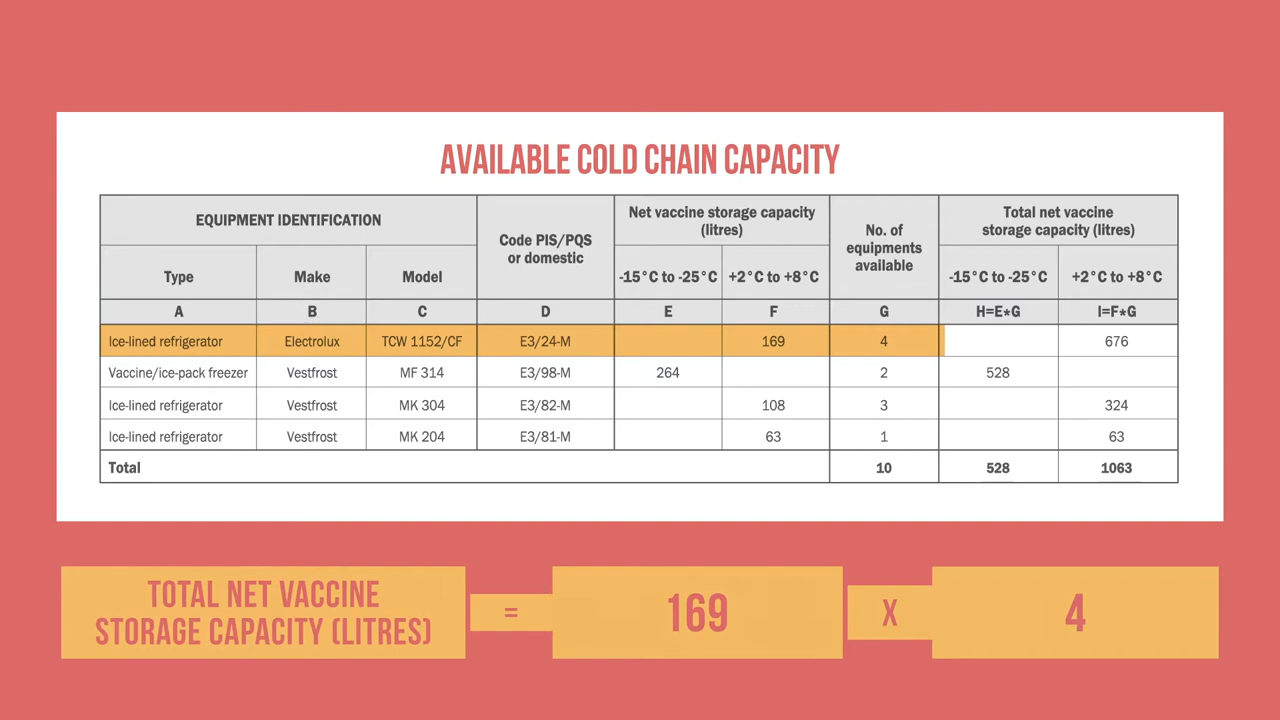 AVAILABLE COLD CHAIN CAPACITY
EQUIPMENT IDENTIFICATION
Code PIS/PQS
or domestic
Net vaccine storage capacity
(litres)
No. of
equipments
available
Total net vaccine
storage capacity (litres)
Type Make Model -15°C to -25°C +2°C to +8°C -15°C to -25°C +2°C to +8°C
A B C D E F G H=E*G I=F*G
Ice-lined refrigerator Electrolux TCW 1152/CF E3/24-M 169 4 676
Vaccine/ice-pack freezer Vestfrost MF 314 E3/98-M 264 2 528
Ice-lined refrigerator Vestfrost MK 304 E3/82-M 108 3 324
Ice-lined refrigerator Vestfrost MK 204 E3/81-M 63 1 63
Total 10 528 1063
TOTAL NET VACCINE
STORAGE CAPACITY (LITRES)
= 169 X 4